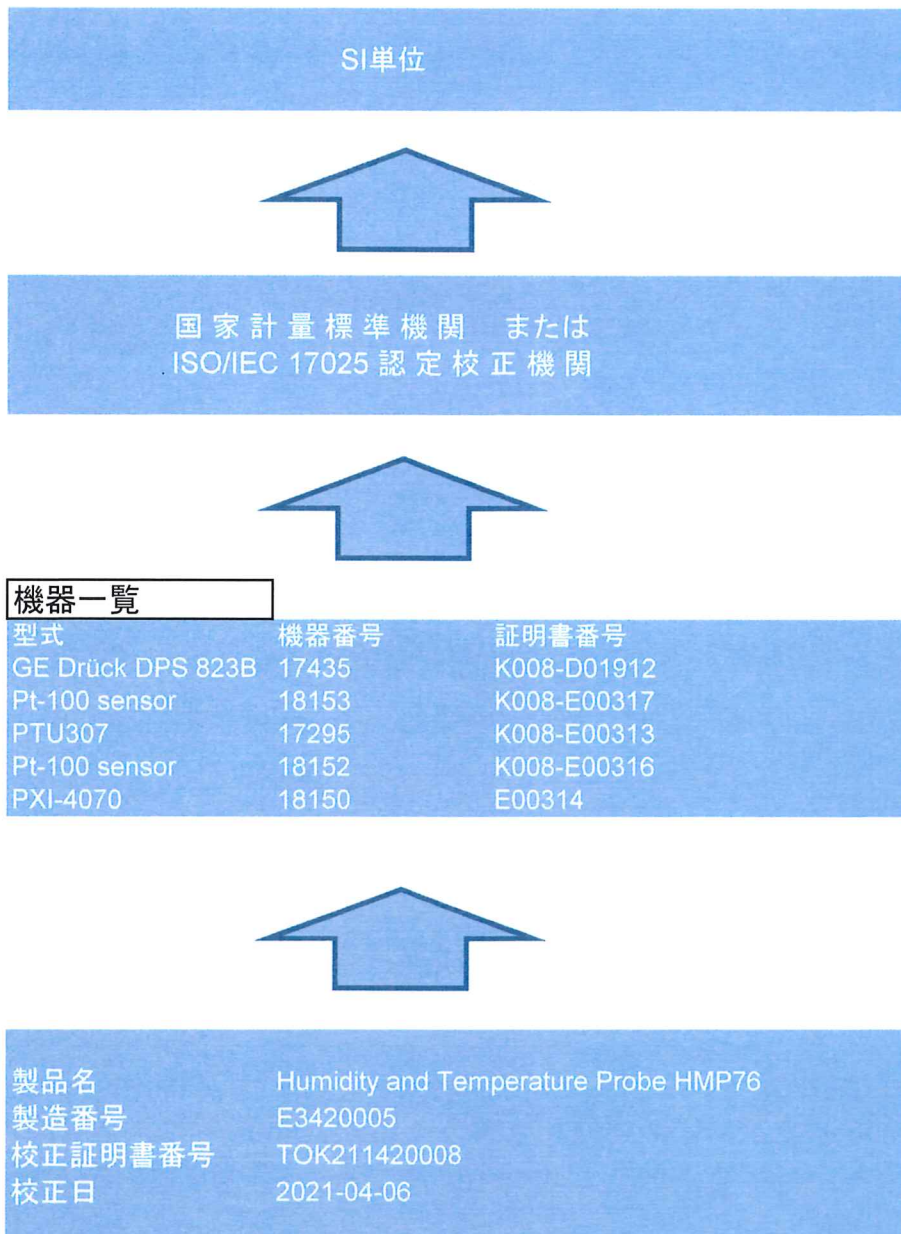 SI単位
国家計量標準機関　または
ISO/IEC 17025 認定校正機関
機器一覧
型式 機器番号 証明書番号
GE Drück DPS 823B 17435 K008-D01912
Pt-100 sensor 18153 K008-E00317
PTU307 17295 K008-E00313
Pt-100 sensor 18152 K008-E00316
PXI-4070 18150 E00314
製品名 Humidity and Temperature Probe HMP76
製造番号 E3420005
校正証明書番号 TOK211420008
校正日 2021-04-06